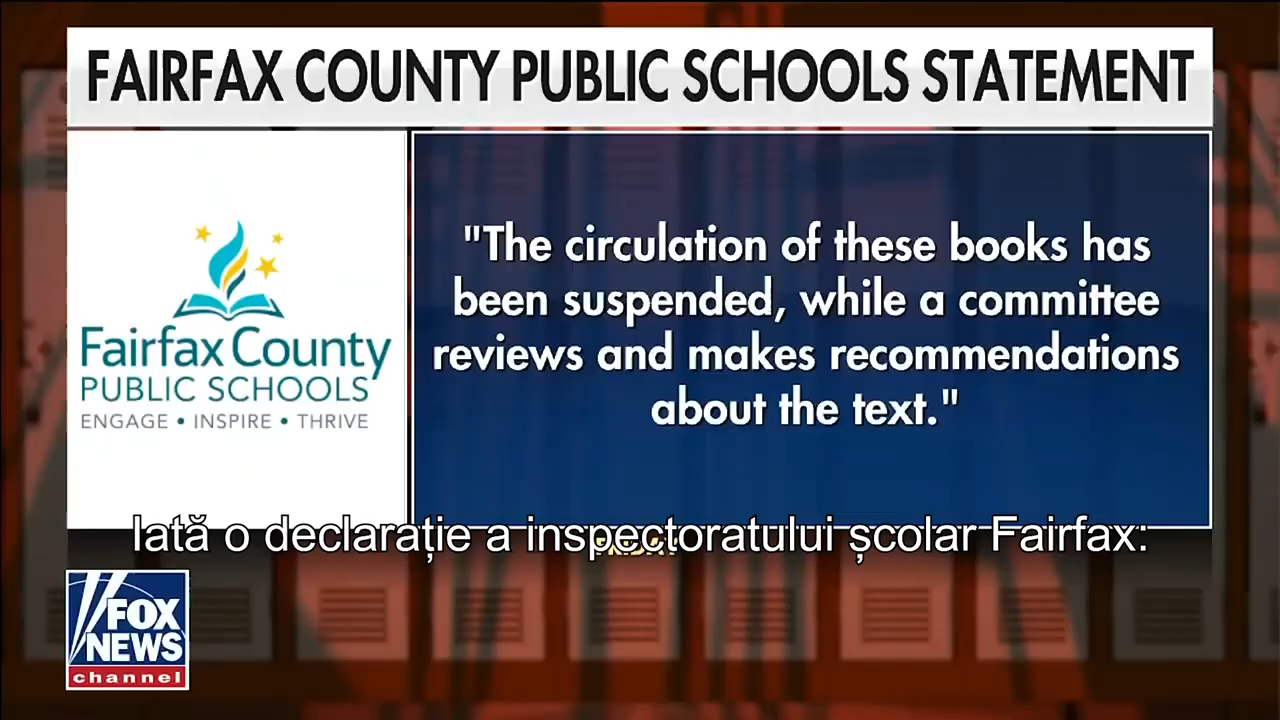 FAIRFAX COUNTY PUBLIC SCHOOLS STATEMENT
Fairfax County
PUBLIC SCHOOLS
ENGAGE • INSPIRE • THRIVE
"The circulation of these books has
been suspended, while a committee
reviews and makes recommendations
about the text."
Iată o declarație a inspectoratului școlar Fairfax:
FOX
NEWS
channel